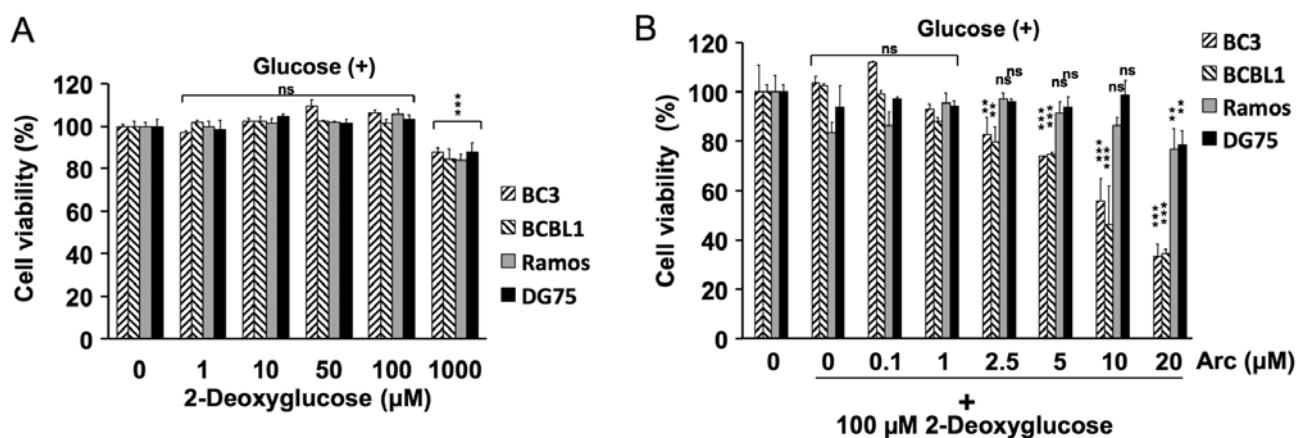 A
Glucose (+)
ns
***
Cell viability (%)
120
100
80
60
40
20
0
0 1 10 50 100 1000
2-Deoxyglucose (µM)
BC3
BCBL1
Ramos
DG75
B
Glucose (+)
ns
** ** ns ns
*** *** ns ns
*** *** ns
*** *** ** **
Cell viability (%)
100
80
60
40
20
0
0 0 0.1 1 2.5 5 10 20 Arc (µM)
+
100 µM 2-Deoxyglucose
BC3
BCBL1
Ramos
DG75